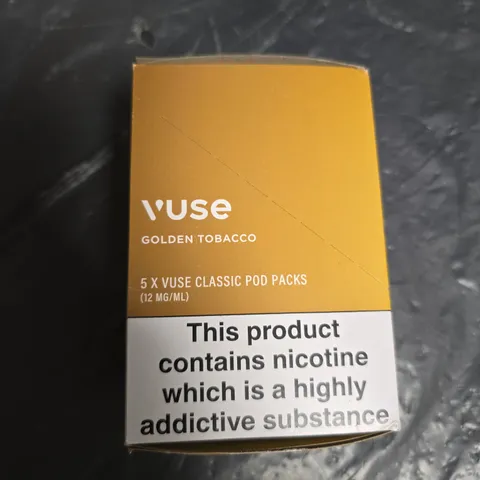 vuse
GOLDEN TOBACCO
5 X VUSE CLASSIC POD PACKS
(12 MG/ML)
This product
contains nicotine
which is a highly
addictive substance